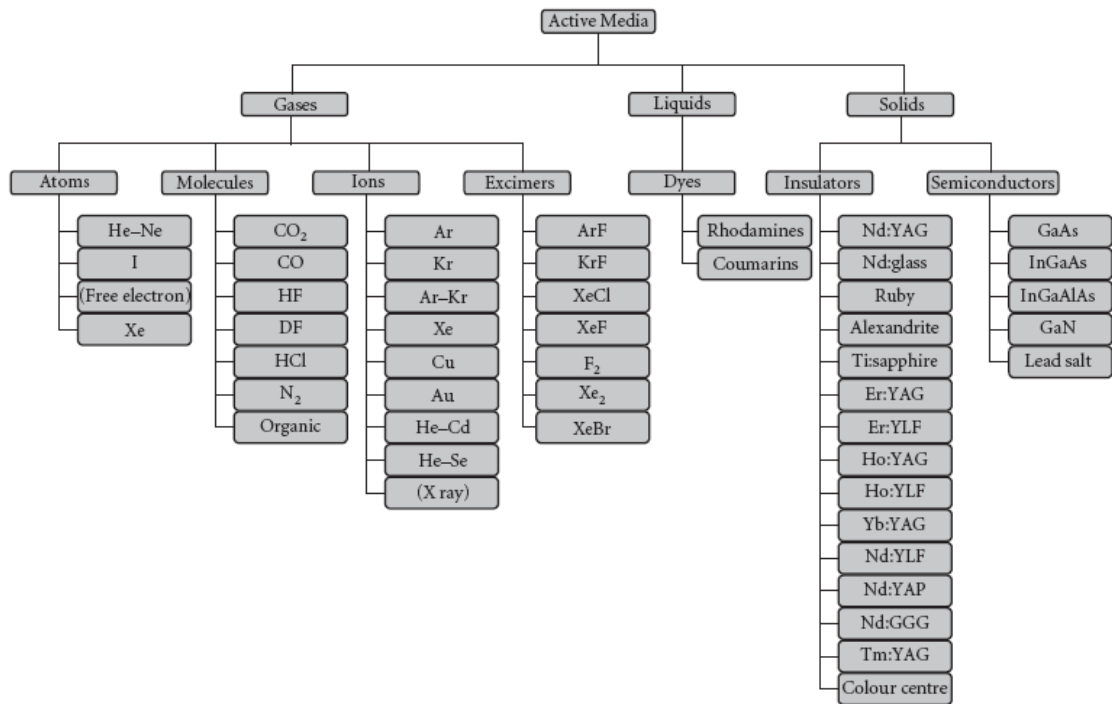 Active Media
Gases
Liquids
Solids
Atoms
Molecules
Ions
Excimers
Dyes
Insulators
Semiconductors
He–Ne
I
(Free electron)
Xe
CO₂
CO
HF
DF
HCl
N₂
Organic
Ar
Kr
Ar–Kr
Xe
Cu
Au
He–Cd
He–Se
(X ray)
ArF
KrF
XeCl
XeF
F₂
Xe₂
XeBr
Rhodamines
Coumarins
Nd:YAG
Nd:glass
Ruby
Alexandrite
Ti:sapphire
Er:YAG
Er:YLF
Ho:YAG
Ho:YLF
Yb:YAG
Nd:YLF
Nd:YAP
Nd:GGG
Tm:YAG
Colour centre
GaAs
InGaAs
InGaAlAs
GaN
Lead salt